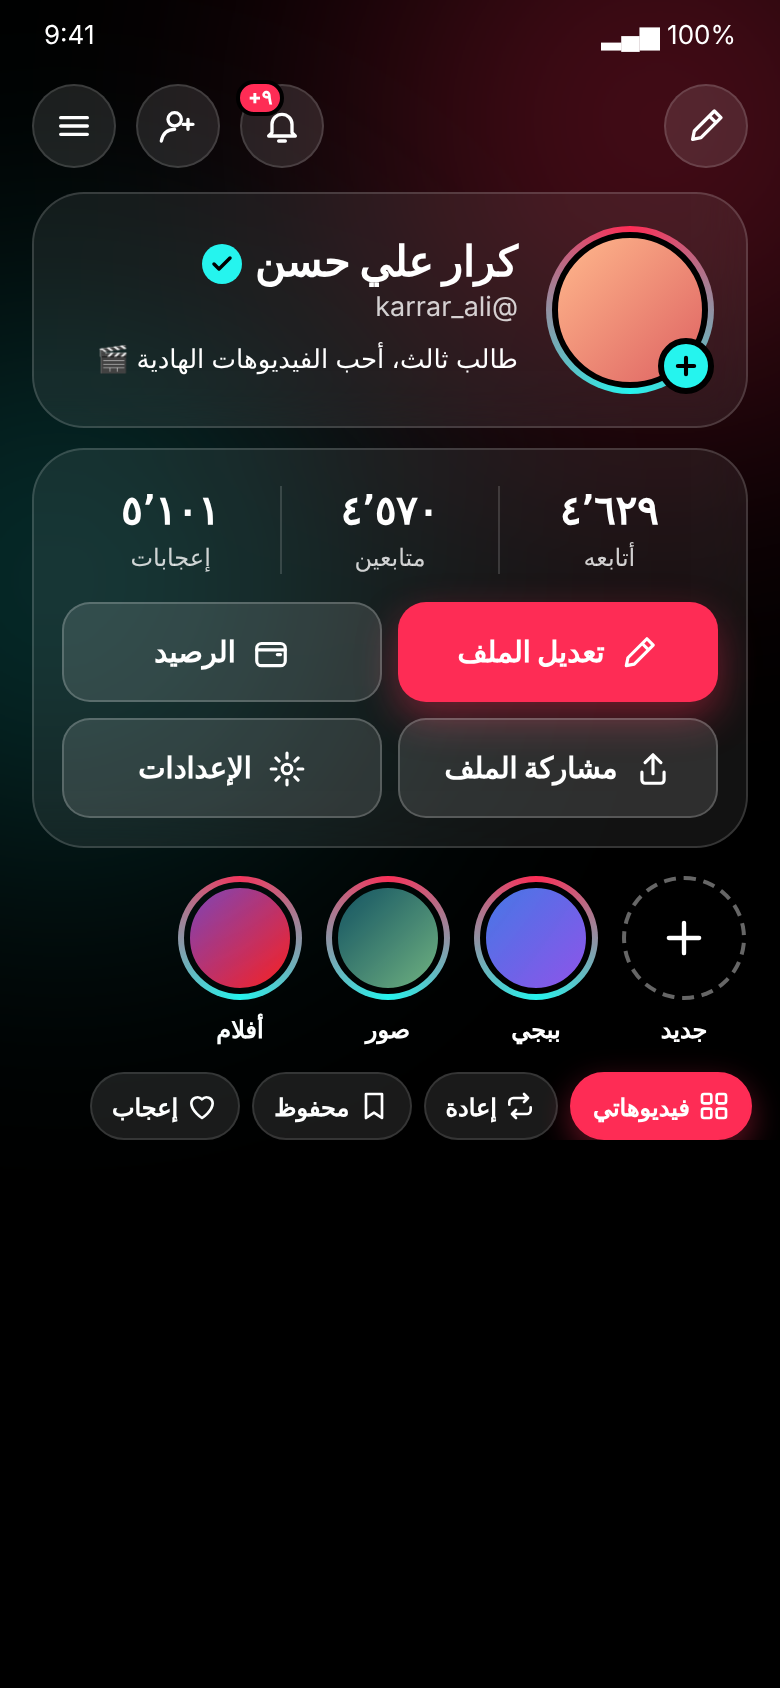 9:41 100%
+٩
كرار علي حسن
@karrar_ali
طالب ثالث، أحب الفيديوهات الهادية 🎬
٤٬٦٢٩ ٤٬٥٧٠ ٥٬١٠١
أتابعه متابعين إعجابات
تعديل الملف الرصيد
مشاركة الملف الإعدادات
جديد ببجي صور أفلام
فيديوهاتي إعادة محفوظ إعجاب